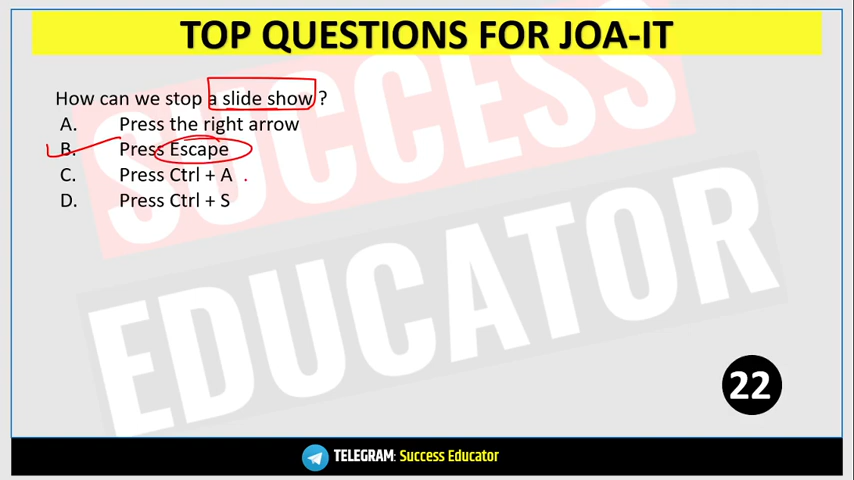 TOP QUESTIONS FOR JOA-IT
How can we stop a slide show ?
A. Press the right arrow
B. Press Escape
C. Press Ctrl + A
D. Press Ctrl + S
SUCCESS
EDUCATOR
22
TELEGRAM: Success Educator